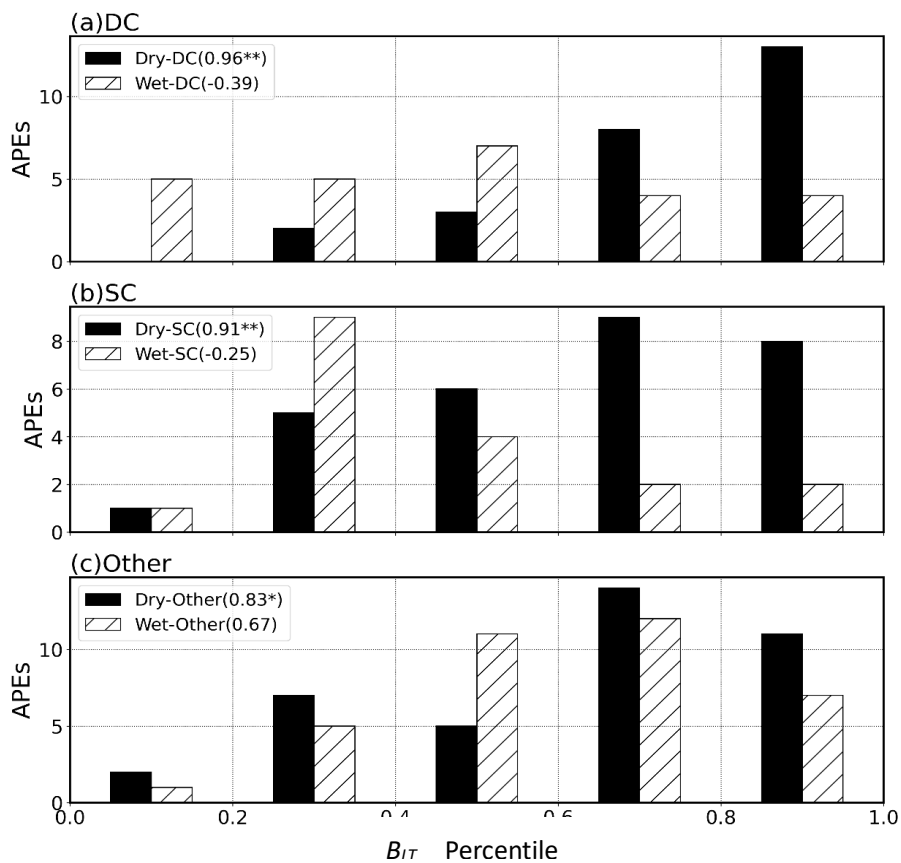 (a)DC
Dry-DC(0.96**)
Wet-DC(-0.39)
10
5
0
APEs
(b)SC
Dry-SC(0.91**)
Wet-SC(-0.25)
8
6
4
2
0
APEs
(c)Other
Dry-Other(0.83*)
Wet-Other(0.67)
10
5
0
APEs
0.0 0.2 0.4 0.6 0.8 1.0
B_LT Percentile